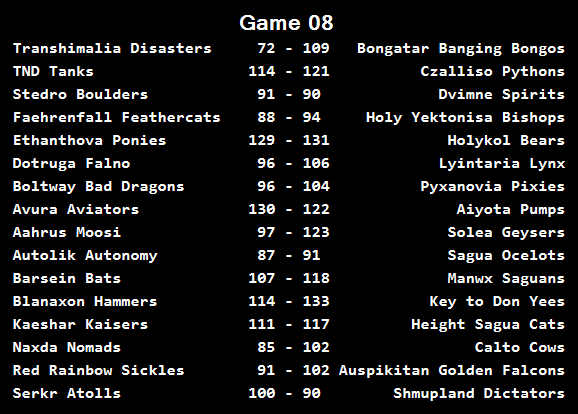 Game 08
Transhimalia Disasters 72 - 109 Bongatar Banging Bongos
TND Tanks 114 - 121 Czalliso Pythons
Stedro Boulders 91 - 90 Dvimne Spirits
Faehrenfall Feathercats 88 - 94 Holy Yektonisa Bishops
Ethanthova Ponies 129 - 131 Holykol Bears
Dotruga Falno 96 - 106 Lyintaria Lynx
Boltway Bad Dragons 96 - 104 Pyxanovia Pixies
Avura Aviators 130 - 122 Aiyota Pumps
Aahrus Moosi 97 - 123 Solea Geysers
Autolik Autonomy 87 - 91 Sagua Ocelots
Barsein Bats 107 - 118 Manwx Saguans
Blanaxon Hammers 114 - 133 Key to Don Yees
Kaeshar Kaisers 111 - 117 Height Sagua Cats
Naxda Nomads 85 - 102 Calto Cows
Red Rainbow Sickles 91 - 102 Auspikitan Golden Falcons
Serkr Atolls 100 - 90 Shmupland Dictators